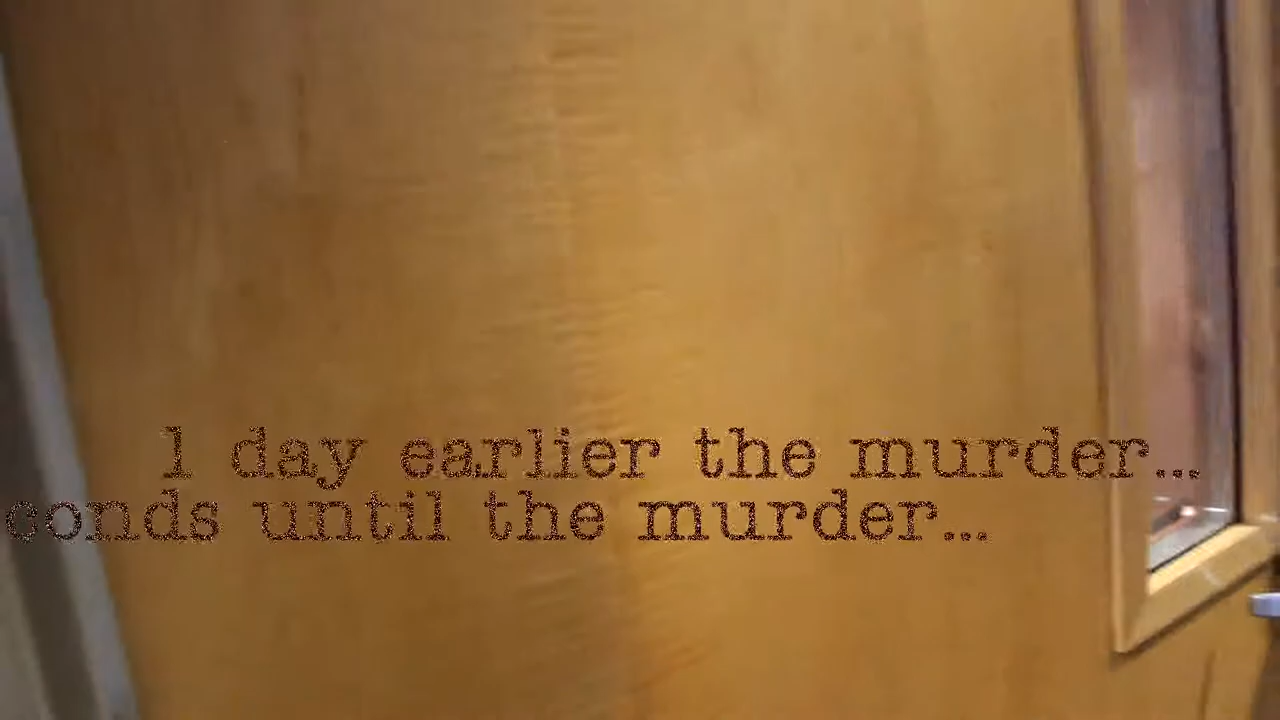 1 day earlier the murder...
conds until the murder...